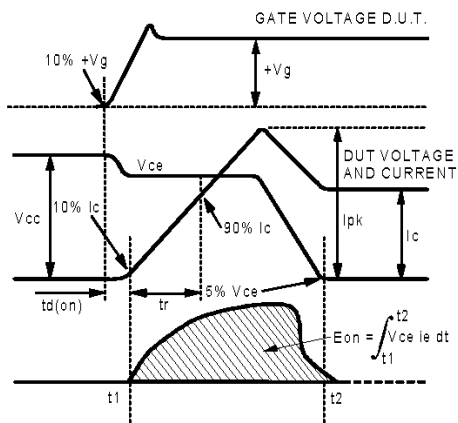 GATE VOLTAGE D.U.T.
10% +Vg
+Vg
Vce
DUT VOLTAGE
AND CURRENT
Vcc
10% Ic
90% Ic
Ipk
Ic
td(on)
tr
5% Vce
Eon = ∫ Vce ie dt
t2
t1
t1
t2